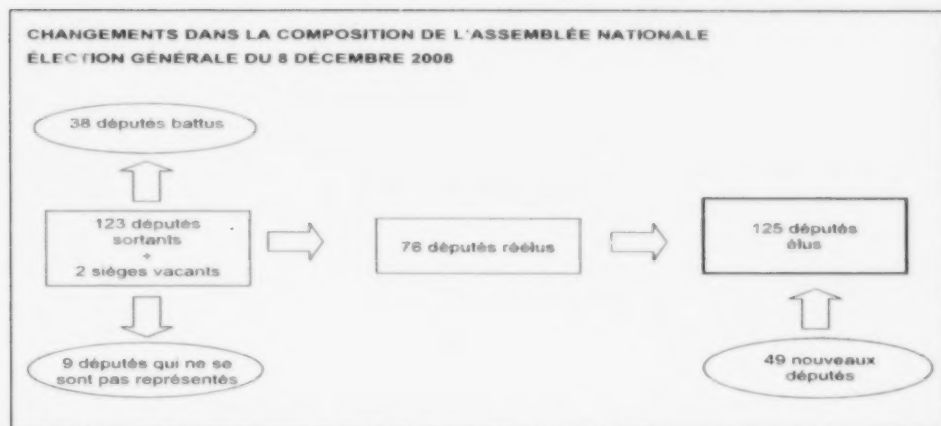 CHANGEMENTS DANS LA COMPOSITION DE L'ASSEMBLÉE NATIONALE
ÉLECTION GÉNÉRALE DU 8 DÉCEMBRE 2008
38 députés battus
123 députés
sortants
+
2 sièges vacants
76 députés réélus
125 députés
élus
9 députés qui ne se
sont pas représentés
49 nouveaux
députés